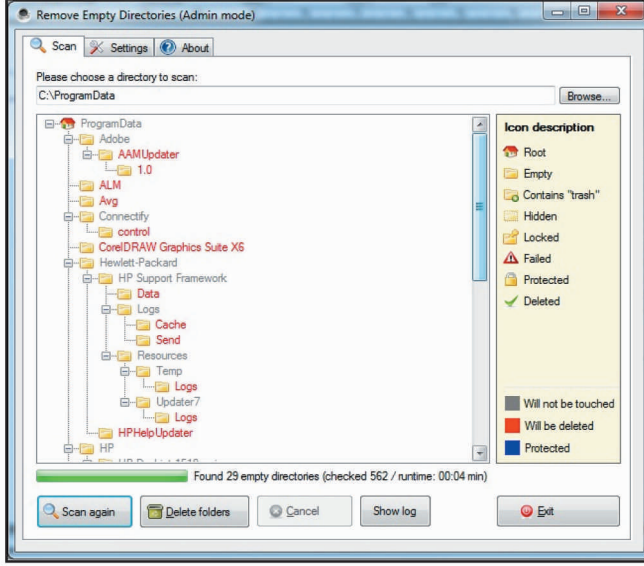 Remove Empty Directories (Admin mode)
Scan Settings About
Please choose a directory to scan:
C:\ProgramData Browse...
ProgramData
Adobe
AAMUpdater
1.0
ALM
Avg
Connectify
control
CorelDRAW Graphics Suite X6
Hewlett-Packard
HP Support Framework
Data
Logs
Cache
Send
Resources
Temp
Logs
Updater7
Logs
HPHelpUpdater
HP
Icon description
Root
Empty
Contains "trash"
Hidden
Locked
Failed
Protected
Deleted
Will not be touched
Will be deleted
Protected
Found 29 empty directories (checked 562 / runtime: 00:04 min)
Scan again Delete folders Cancel Show log Exit